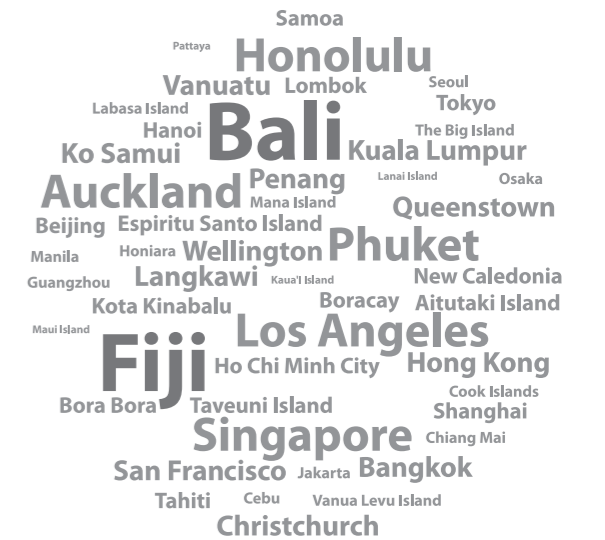 Samoa
Pattaya
Honolulu
Vanuatu Lombok Seoul
Labasa Island Tokyo
Hanoi Bali The Big Island
Ko Samui Kuala Lumpur
Auckland Penang Lanai Island Osaka
Mana Island Queenstown
Beijing Espiritu Santo Island
Manila Honiara Wellington Phuket
Guangzhou Langkawi Kaua'I Island New Caledonia
Kota Kinabalu Boracay Aitutaki Island
Maui Island Los Angeles
Fiji Ho Chi Minh City Hong Kong
Cook Islands
Bora Bora Taveuni Island Shanghai
Singapore Chiang Mai
San Francisco Jakarta Bangkok
Tahiti Cebu Vanua Levu Island
Christchurch